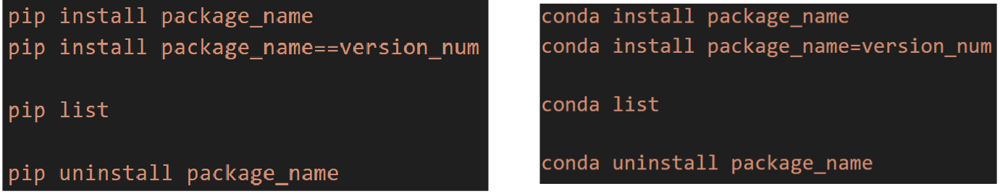 pip install package_name
pip install package_name==version_num
pip list
pip uninstall package_name
conda install package_name
conda install package_name=version_num
conda list
conda uninstall package_name